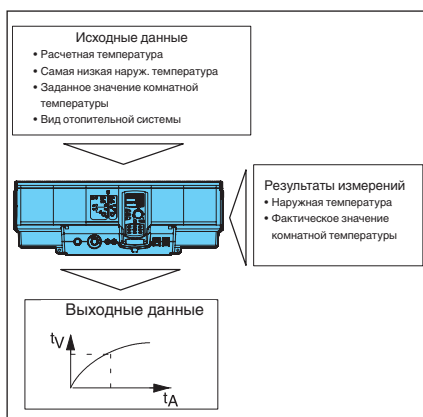 Исходные данные
• Расчетная температура
• Самая низкая наруж. температура
• Заданное значение комнатной
температуры
• Вид отопительной системы
Результаты измерений
• Наружная температура
• Фактическое значение
комнатной температуры
Выходные данные
tV
tA